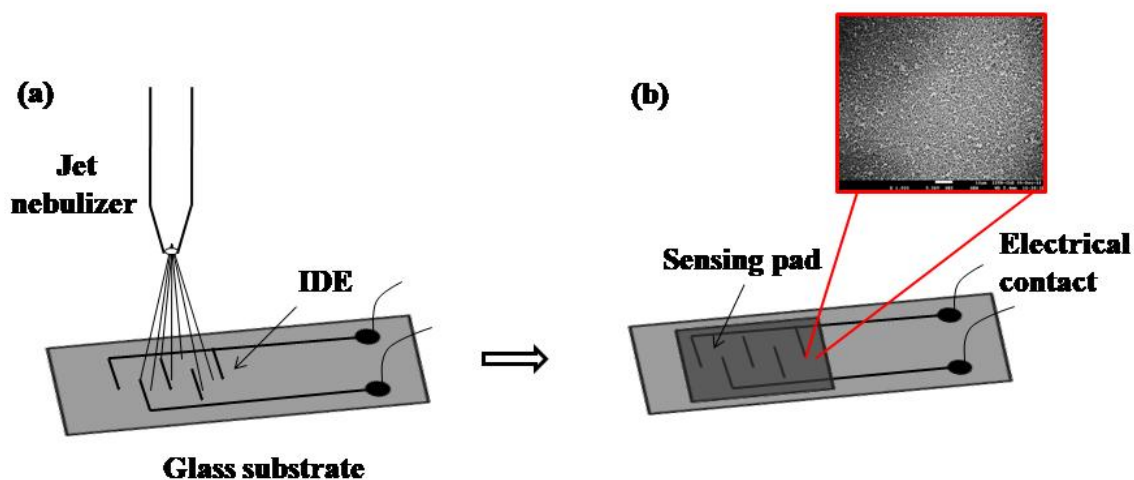 (a)
Jet
nebulizer
IDE
Glass substrate
(b)
Sensing pad
Electrical
contact